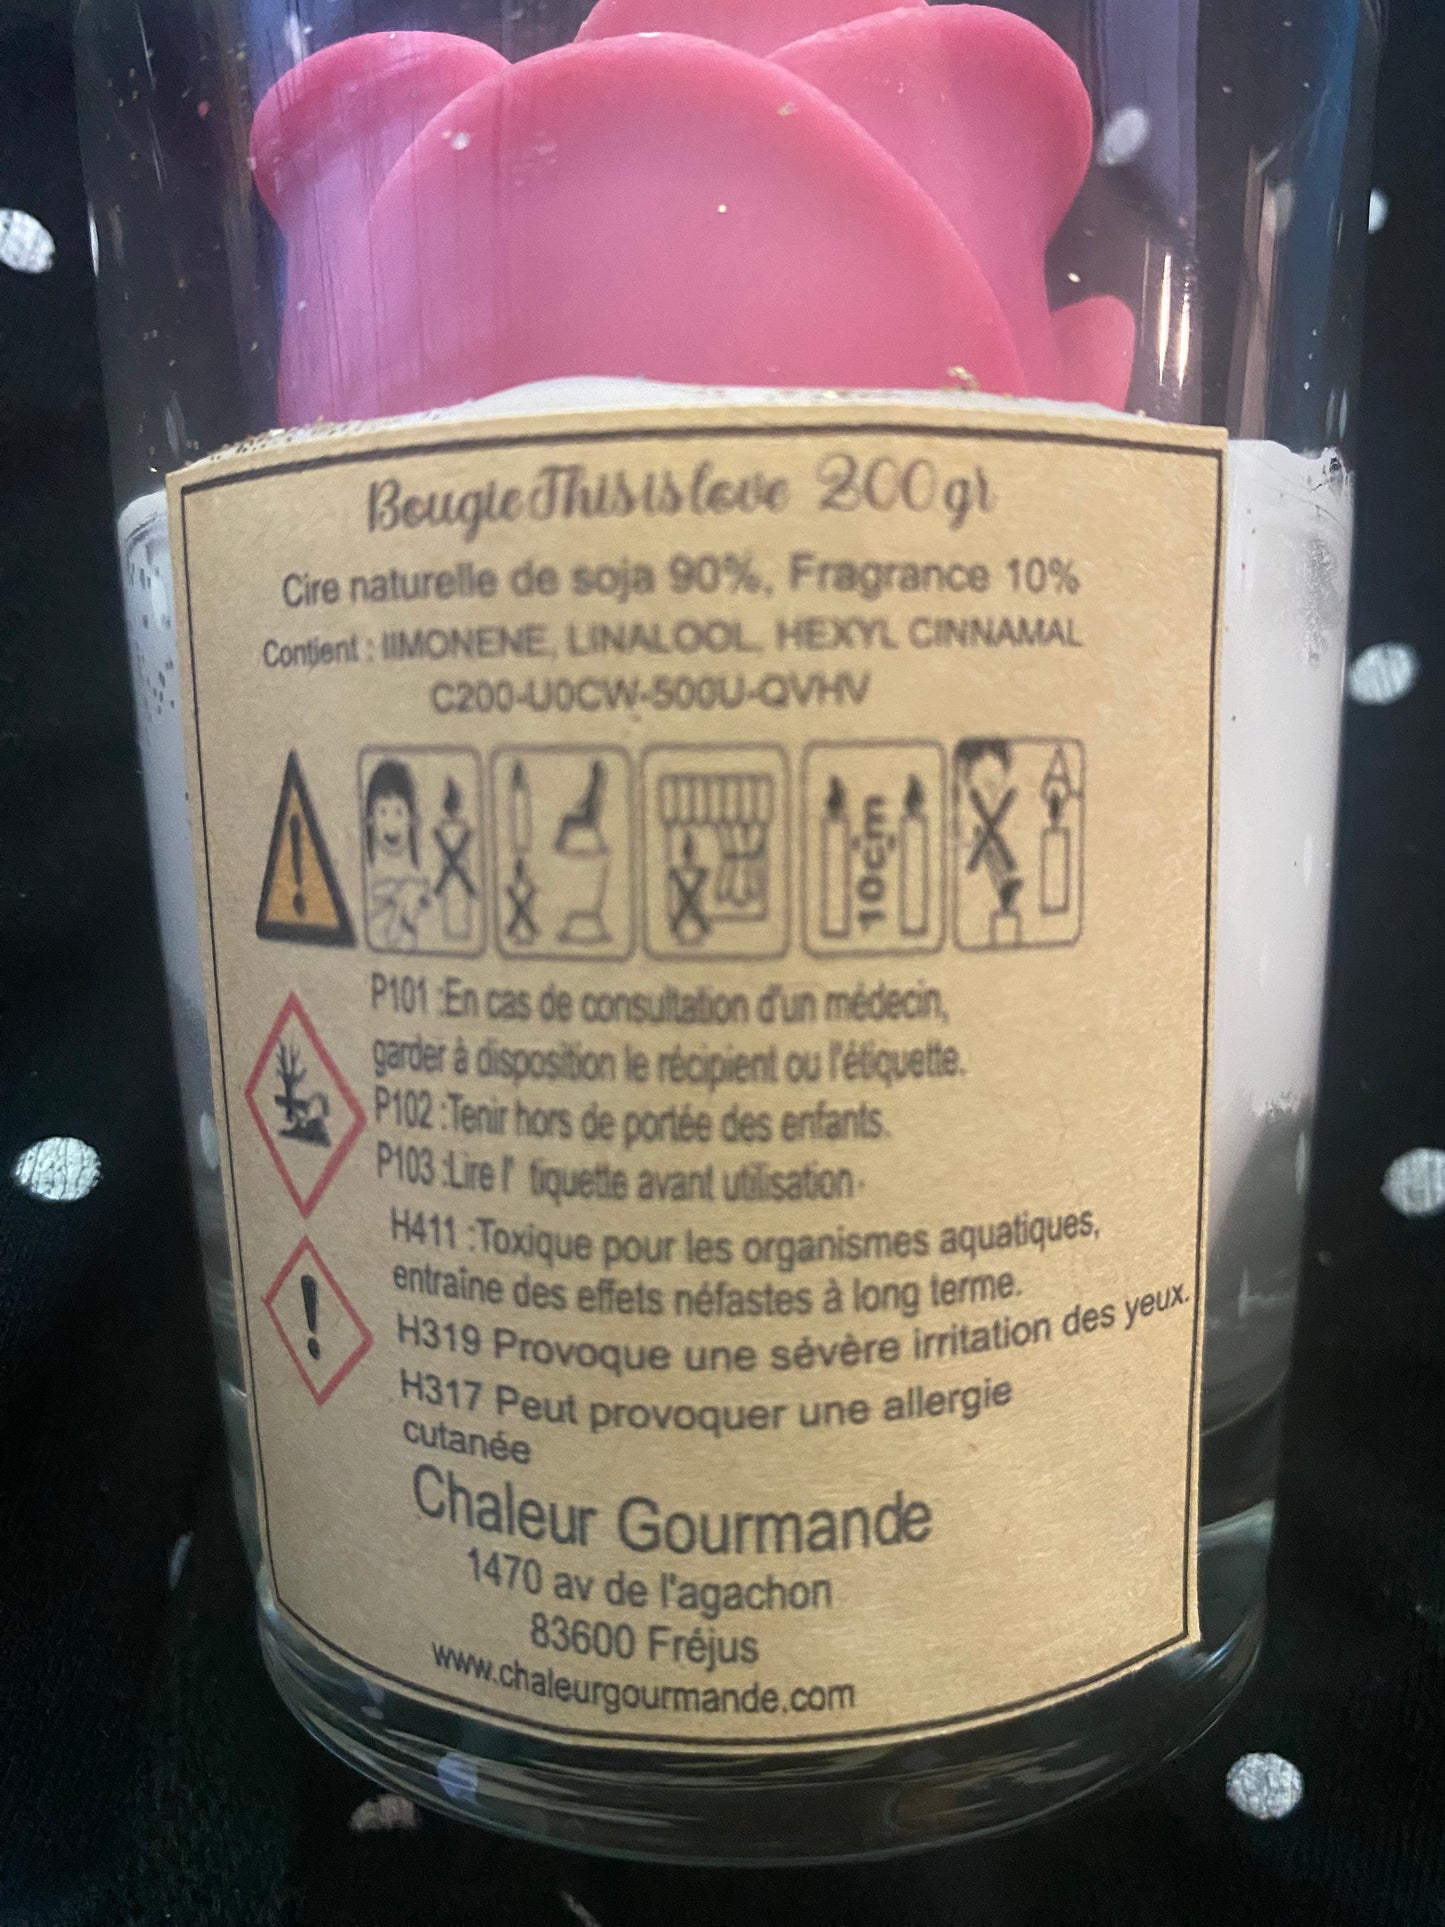 Bougie This is love 200gr
Cire naturelle de soja 90%, Fragrance 10%
Contient : lIMONENE, LINALOOL, HEXYL CINNAMAL
C200-U0CW-500U-QVHV
10cm
A
P101 :En cas de consultation d'un médecin,
garder à disposition le récipient ou l'étiquette.
P102 :Tenir hors de portée des enfants.
P103 :Lire l' tiquette avant utilisation.
H411 :Toxique pour les organismes aquatiques,
entraîne des effets néfastes à long terme.
H319 Provoque une sévère irritation des yeux.
H317 Peut provoquer une allergie
cutanée
Chaleur Gourmande
1470 av de l'agachon
83600 Fréjus
www.chaleurgourmande.com